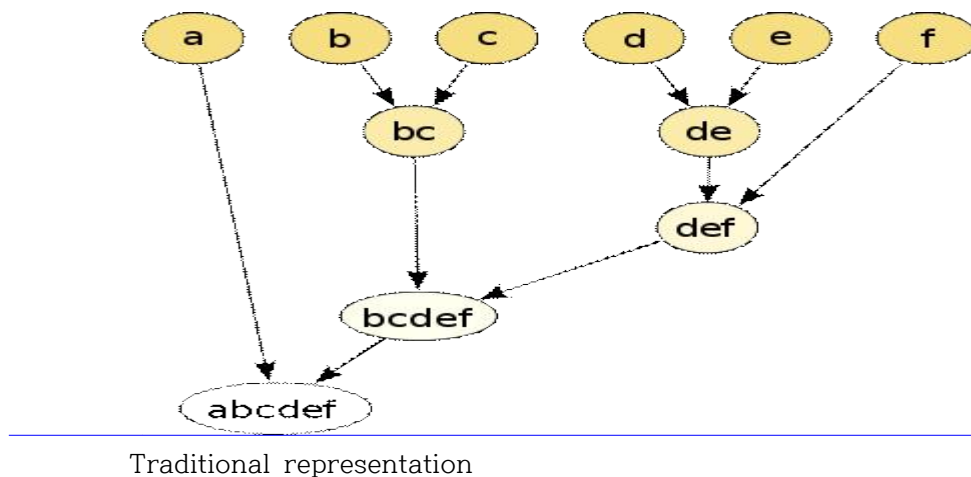 a b c d e f
bc de
def
bcdef
abcdef
Traditional representation